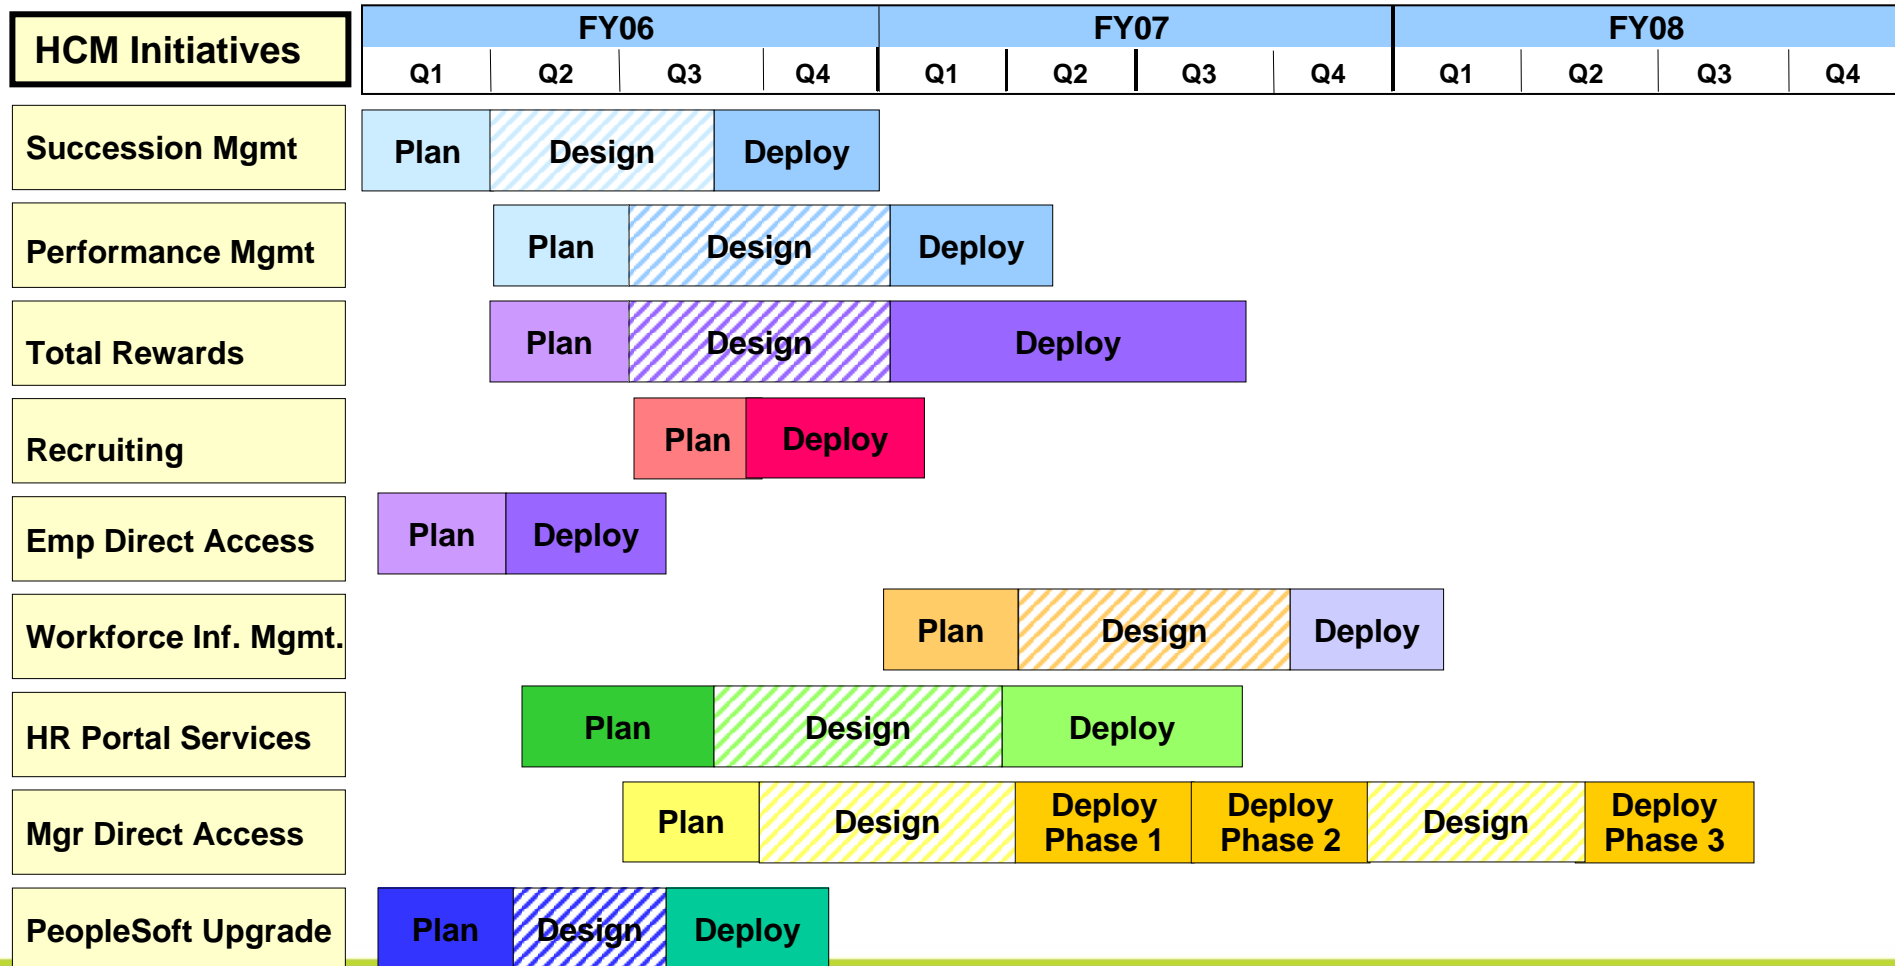 HCM Initiatives
FY06 FY07 FY08
Q1 Q2 Q3 Q4 Q1 Q2 Q3 Q4 Q1 Q2 Q3 Q4
Succession Mgmt Plan Design Deploy
Performance Mgmt Plan Design Deploy
Total Rewards Plan Design Deploy
Recruiting Plan Deploy
Emp Direct Access Plan Deploy
Workforce Inf. Mgmt. Plan Design Deploy
HR Portal Services Plan Design Deploy
Mgr Direct Access Plan Design Deploy Phase 1 Deploy Phase 2 Design Deploy Phase 3
PeopleSoft Upgrade Plan Design Deploy